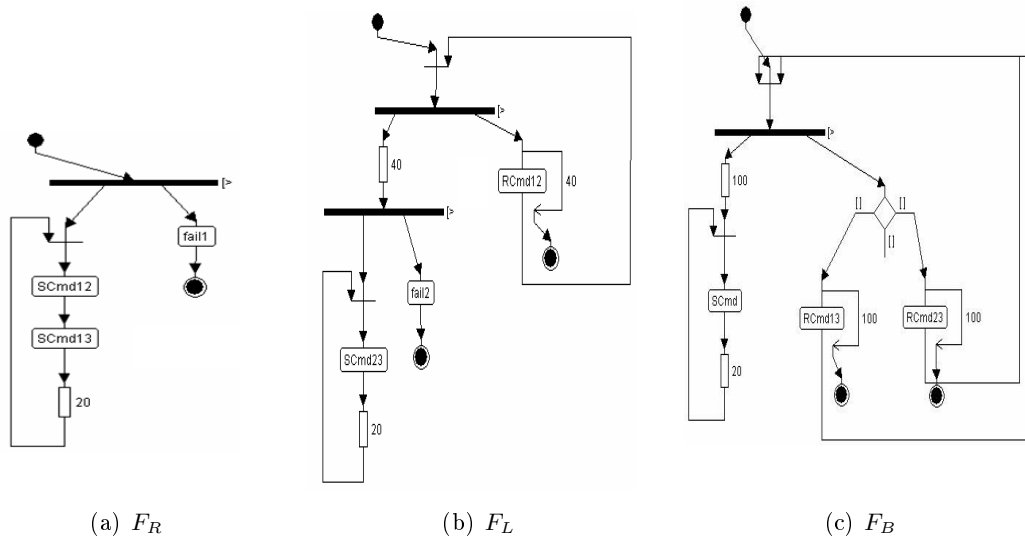 [>
fail1
SCmd12
SCmd13
20
(a) F_R
[>
40
RCmd12
40
[>
fail2
SCmd23
20
(b) F_L
[>
100
[]
[]
[]
SCmd
RCmd13
100
RCmd23
100
20
(c) F_B